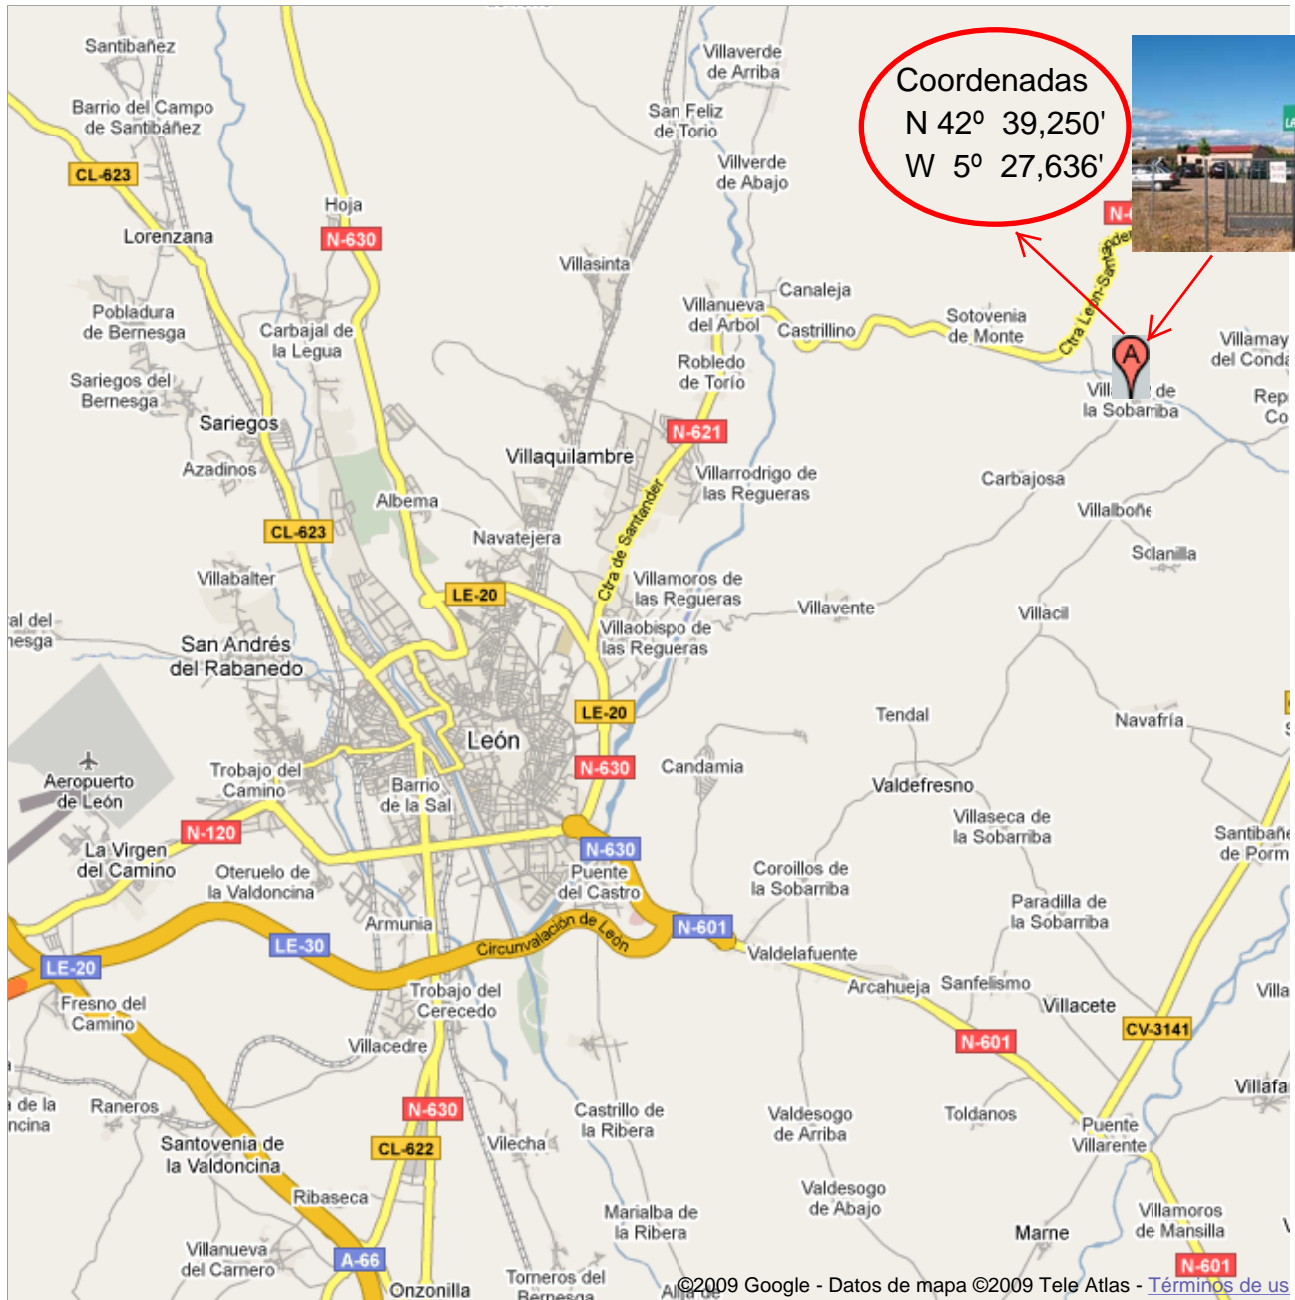 Santibañez
Villaverde
de Arriba
Coordenadas
N 42º 39,250'
W 5º 27,636'
Barrio del Campo
de Santibáñez
San Feliz
de Torio
CL-623
Villverde
de Abajo
Hoja
Lorenzana
N-630
Villasinta
Ctra León-Santander
Canaleja
Villanueva
del Arbol
Castrillino
Sotovenia
de Monte
Pobladura
de Bernesga
Carbajal de
la Legua
A
Robledo
de Torío
Sariegos del
Bernesga
la Sobarriba
Sariegos
N-621
Villaquilambre
Azadinos
Villarrodrigo de
las Regueras
Carbajosa
Albema
Villalboñe
CL-623
Navatejera
Ctra de Santander
Solanilla
Villabalter
LE-20
Villamoros de
las Regueras
Villavente
Villacil
San Andrés
del Rabanedo
Villaobispo de
las Regueras
LE-20
Tendal
Navafría
León
N-630
Candamia
Aeropuerto
de León
Trobajo del
Camino
Barrio
de la Sal
Valdefresno
Villaseca de
la Sobarriba
N-120
La Virgen
del Camino
N-630
Oteruelo de
la Valdoncina
Puente
del Castro
Coroillos de
la Sobarriba
Paradilla de
la Sobarriba
Armunia
LE-30
Circunvalación de León
N-601
Valdelafuente
LE-20
Arcahueja
Sanfelismo
Villacete
Fresno del
Camino
Trobajo del
Cerecedo
CV-3141
N-601
Villacedre
Raneros
N-630
Castrillo de
la Ribera
Valdesogo
de Arriba
Toldanos
Puente
Villarente
Santovenia de
la Valdoncina
CL-622
Vilecha
Ribaseca
Valdesogo
de Abajo
Marialba de
la Ribera
Villamoros
de Mansilla
Marne
Villanueva
del Carnero
A-66
N-601
Onzonilla
Torneros del
Bernesga
©2009 Google - Datos de mapa ©2009 Tele Atlas - Términos de us